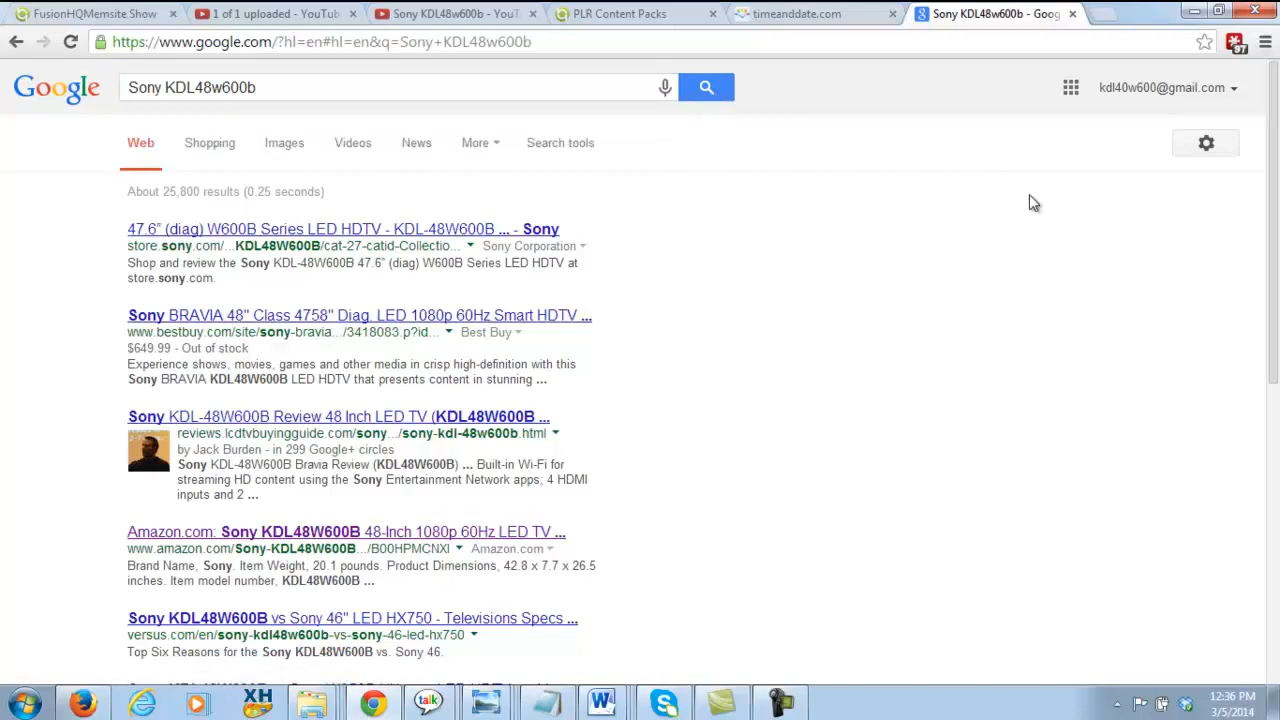 FusionHQMemsite.Show
1 of 1 uploaded - YouTub
Sony KDL48w600b - YouT
PLR Content Packs
timeanddate.com
Sony KDL48w600b - Goog
https://www.google.com/?hl=en#hl=en&q=Sony+KDL48w600b
97
Google
Sony KDL48w600b
kdl40w600@gmail.com
Web Shopping Images Videos News More Search tools
About 25,800 results (0.25 seconds)
47.6" (diag) W600B Series LED HDTV - KDL-48W600B ... - Sony
store.sony.com/...KDL48W600B/cat-27-catid-Collectio... Sony Corporation
Shop and review the Sony KDL-48W600B 47.6" (diag) W600B Series LED HDTV at
store.sony.com.
Sony BRAVIA 48" Class 4758" Diag. LED 1080p 60Hz Smart HDTV ...
www.bestbuy.com/site/sony-bravia.../3418083.p?id... Best Buy
$649.99 - Out of stock
Experience shows, movies, games and other media in crisp high-definition with this
Sony BRAVIA KDL48W600B LED HDTV that presents content in stunning ...
Sony KDL-48W600B Review 48 Inch LED TV (KDL48W600B ...
reviews.lcdtvbuyingguide.com/sony.../sony-kdl-48w600b.html
by Jack Burden - in 299 Google+ circles
Sony KDL-48W600B Bravia Review (KDL48W600B) ... Built-in Wi-Fi for
streaming HD content using the Sony Entertainment Network apps; 4 HDMI
inputs and 2 ...
Amazon.com: Sony KDL48W600B 48-Inch 1080p 60Hz LED TV ...
www.amazon.com/Sony-KDL48W600B.../B00HPMCNXI Amazon.com
Brand Name, Sony. Item Weight, 20.1 pounds. Product Dimensions, 42.8 x 7.7 x 26.5
inches. Item model number, KDL48W600B ...
Sony KDL48W600B vs Sony 46" LED HX750 - Televisions Specs ...
versus.com/en/sony-kdl48w600b-vs-sony-46-led-hx750
Top Six Reasons for the Sony KDL48W600B vs. Sony 46.
XH
talk
12:36 PM
3/5/2014